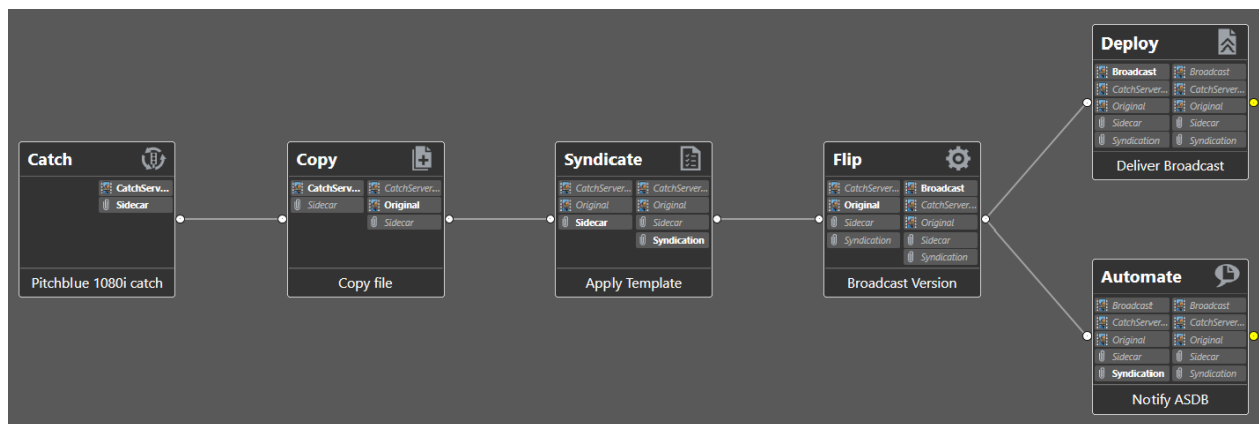 Catch
CatchServ...
Sidecar
Pitchblue 1080i catch
Copy
CatchServ... CatchServer...
Sidecar Original
Sidecar
Copy file
Syndicate
CatchServer... CatchServer...
Original Original
Sidecar Sidecar
Syndication
Apply Template
Flip
CatchServer... Broadcast
Original CatchServer...
Sidecar Original
Syndication Sidecar
Syndication
Broadcast Version
Deploy
Broadcast Broadcast
CatchServer... CatchServer...
Original Original
Sidecar Sidecar
Syndication Syndication
Deliver Broadcast
Automate
Broadcast Broadcast
CatchServer... CatchServer...
Original Original
Sidecar Sidecar
Syndication Syndication
Notify ASDB